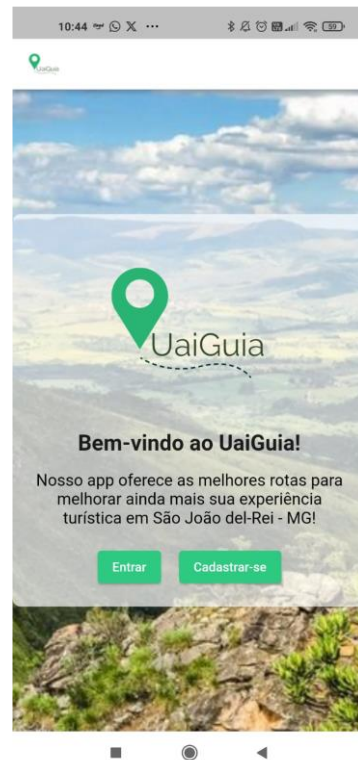 10:44
59
UaiGuia
UaiGuia
Bem-vindo ao UaiGuia!
Nosso app oferece as melhores rotas para
melhorar ainda mais sua experiência
turística em São João del-Rei - MG!
Entrar
Cadastrar-se